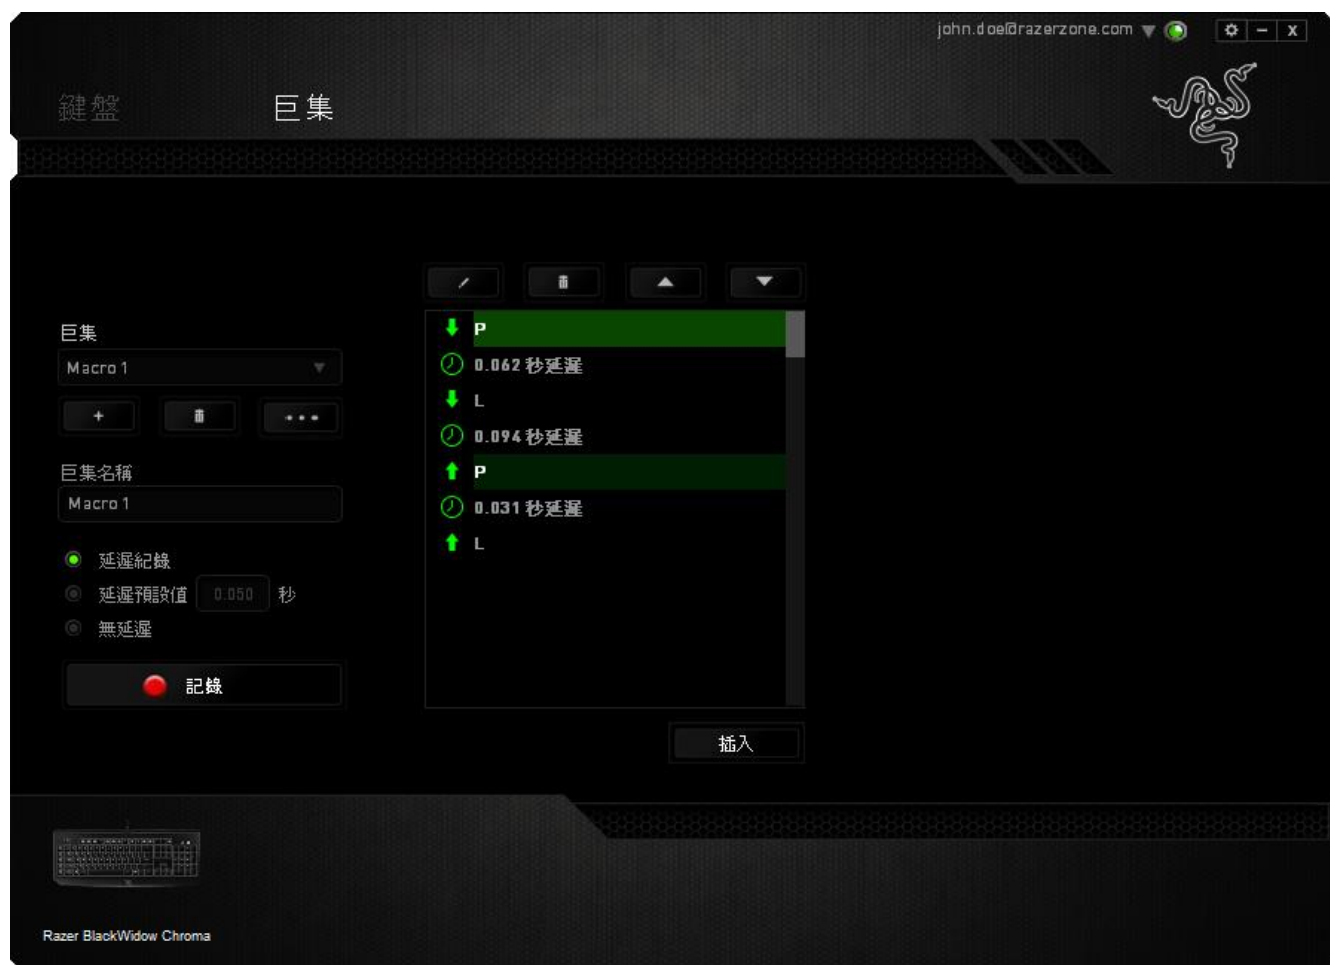 john.doe@razerzone.com
鍵盤
巨集
巨集
Macro 1
巨集名稱
Macro 1
延遲紀錄
延遲預設值 0.050 秒
無延遲
記錄
P
0.062 秒延遲
L
0.094 秒延遲
P
0.031 秒延遲
L
插入
Razer BlackWidow Chroma